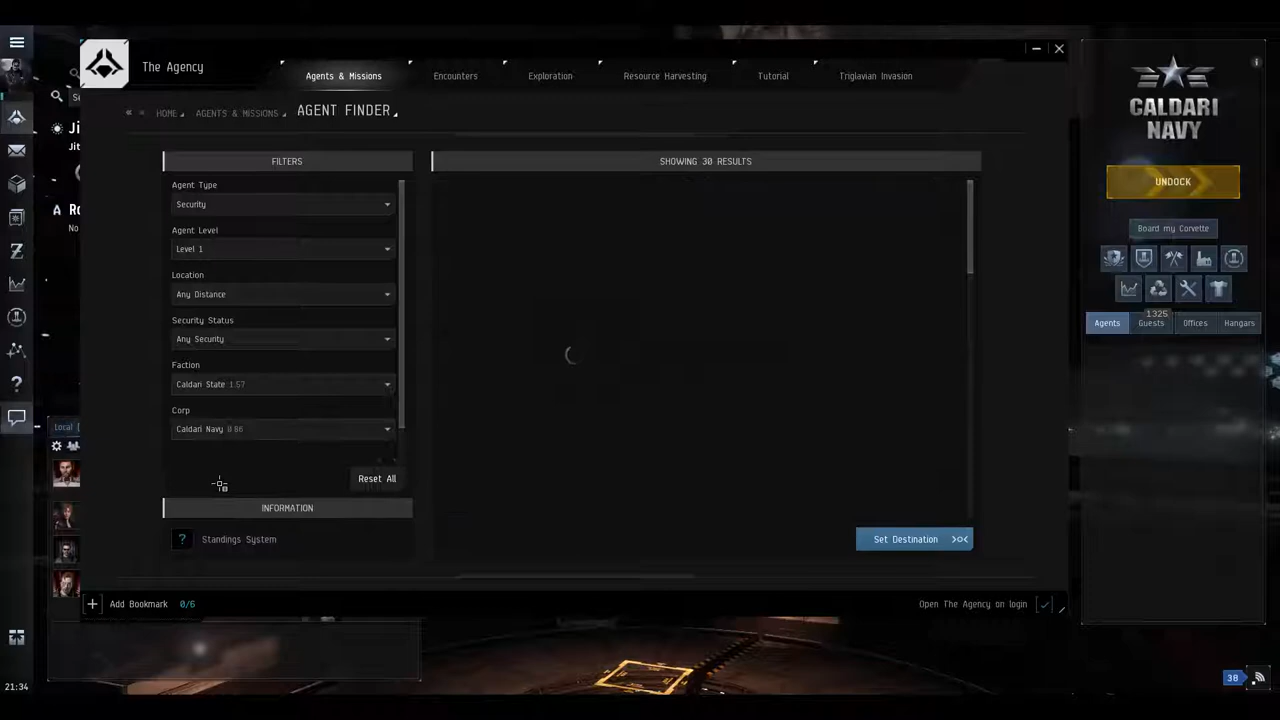 The Agency
Agents & Missions
Encounters
Exploration
Resource Harvesting
Tutorial
Triglavian Invasion
HOME
AGENTS & MISSIONS
AGENT FINDER
FILTERS
SHOWING 30 RESULTS
Agent Type
Security
Agent Level
Level 1
Location
Any Distance
Security Status
Any Security
Faction
Caldari State 1.57
Corp
Caldari Navy 0.86
Reset All
INFORMATION
? Standings System
Set Destination
Add Bookmark 0/6
Open The Agency on login
CALDARI
NAVY
UNDOCK
Board my Corvette
1325
Agents
Guests
Offices
Hangars
Local [
21:34
38